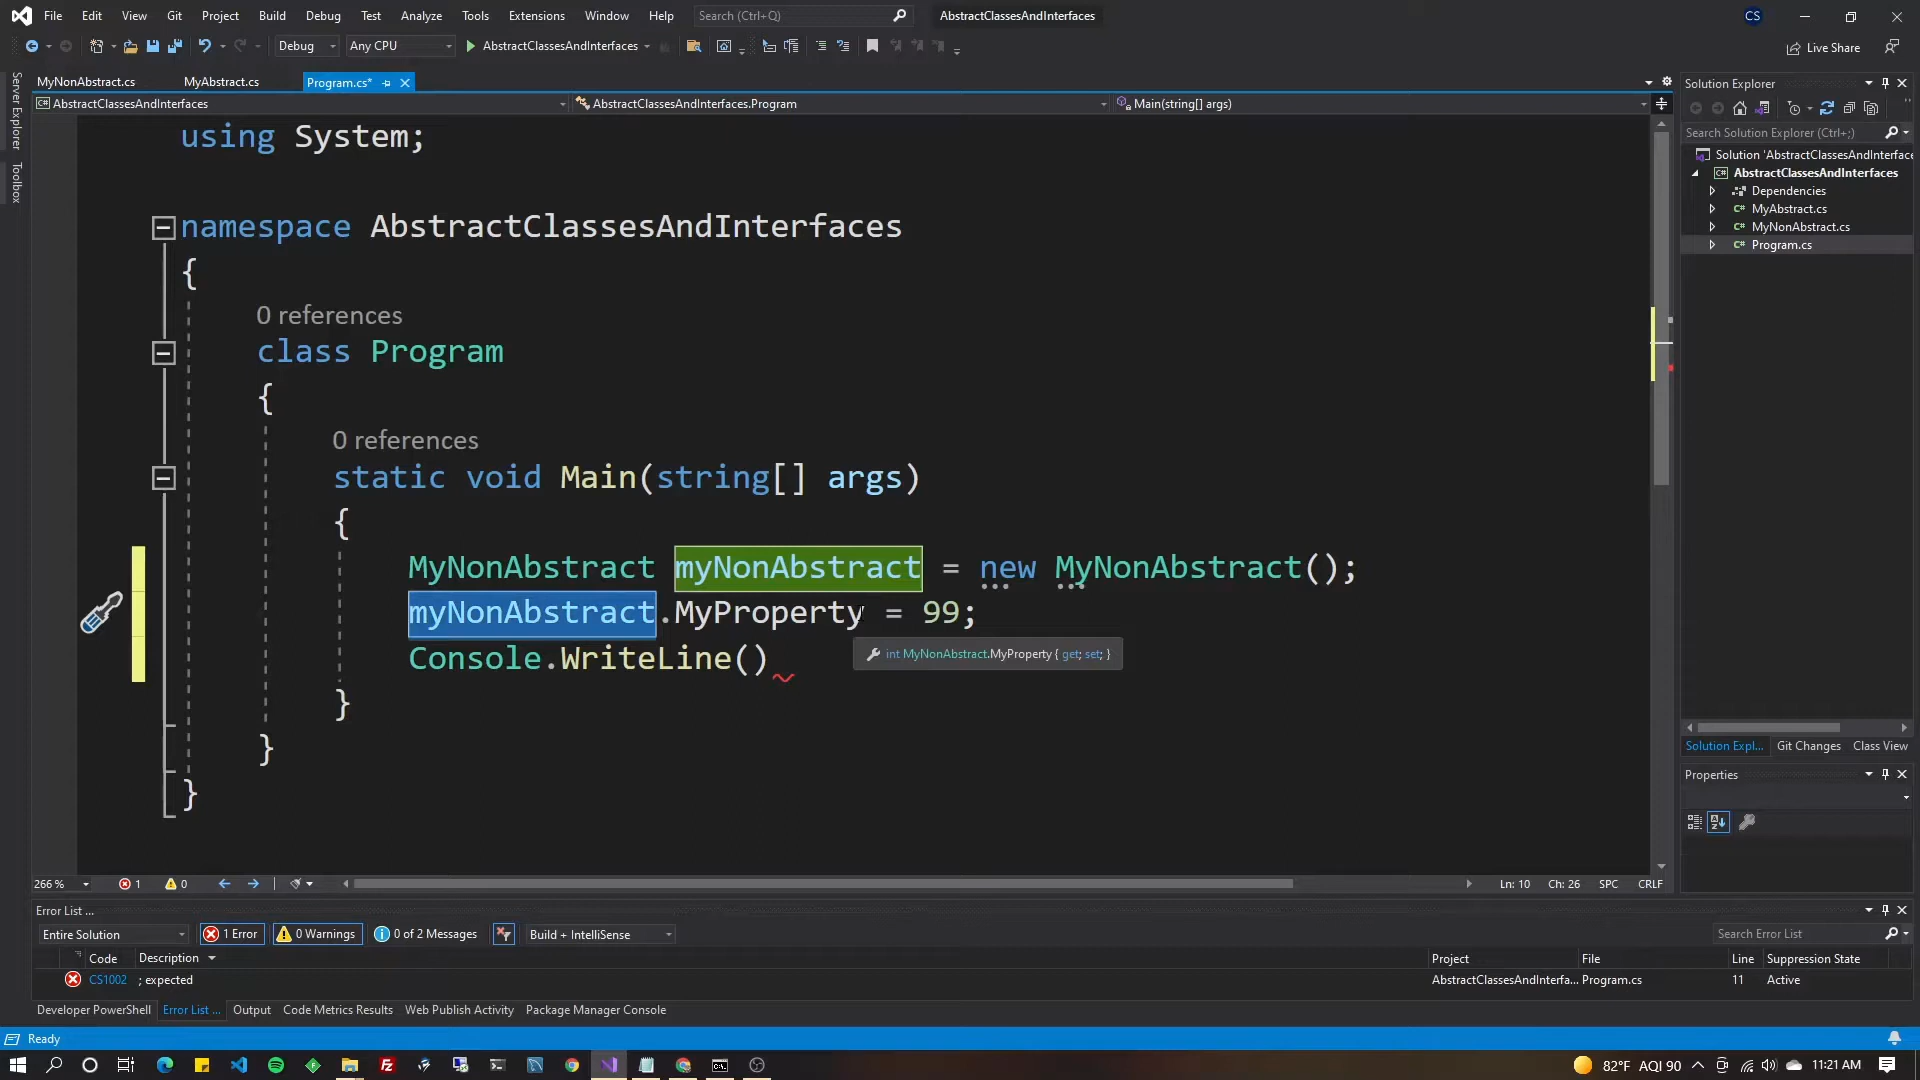 File Edit View Git Project Build Debug Test Analyze Tools Extensions Window Help Search (Ctrl+Q) AbstractClassesAndInterfaces CS
Debug Any CPU AbstractClassesAndInterfaces Live Share
MyNonAbstract.cs MyAbstract.cs Program.cs*
AbstractClassesAndInterfaces AbstractClassesAndInterfaces.Program Main(string[] args)
Server Explorer
Toolbox
using System;
namespace AbstractClassesAndInterfaces
{
0 references
class Program
{
0 references
static void Main(string[] args)
{
MyNonAbstract myNonAbstract = new MyNonAbstract();
myNonAbstract.MyProperty = 99;
int MyNonAbstract.MyProperty { get; set; }
Console.WriteLine()
}
}
}
266 % 1 0 Ln: 10 Ch: 26 SPC CRLF
Solution Explorer
Search Solution Explorer (Ctrl+;)
Solution 'AbstractClassesAndInterface
C# AbstractClassesAndInterfaces
Dependencies
C# MyAbstract.cs
C# MyNonAbstract.cs
C# Program.cs
Solution Expl... Git Changes Class View
Properties
Error List ...
Entire Solution 1 Error 0 Warnings 0 of 2 Messages Build + IntelliSense Search Error List
Code Description Project File Line Suppression State
CS1002 ; expected AbstractClassesAndInterfa... Program.cs 11 Active
Developer PowerShell Error List ... Output Code Metrics Results Web Publish Activity Package Manager Console
Ready
82°F AQI 90 11:21 AM